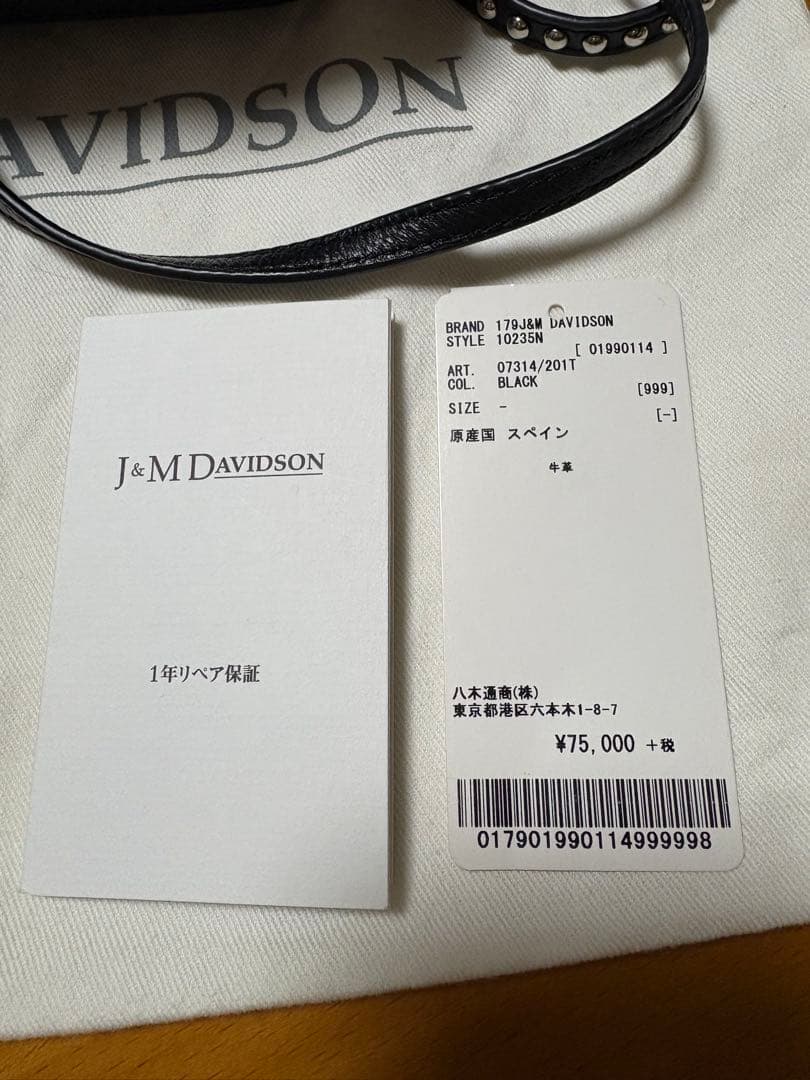 AVIDSON
J&M DAVIDSON
1年リペア保証
BRAND 179J&M DAVIDSON
STYLE 10235N
[ 01990114 ]
ART. 07314/201T
COL. BLACK
[999]
SIZE -
[-]
原産国 スペイン
牛革
八木通商(株)
東京都港区六本木1-8-7
¥75,000 +税
01790199011499998